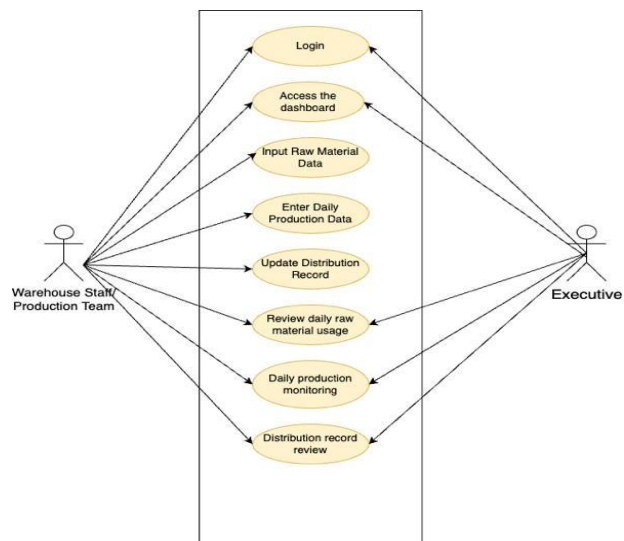 Login
Access the
dashboard
Input Raw Material
Data
Enter Daily
Production Data
Update Distribution
Record
Warehouse Staff/
Production Team
Executive
Review daily raw
material usage
Daily production
monitoring
Distribution record
review